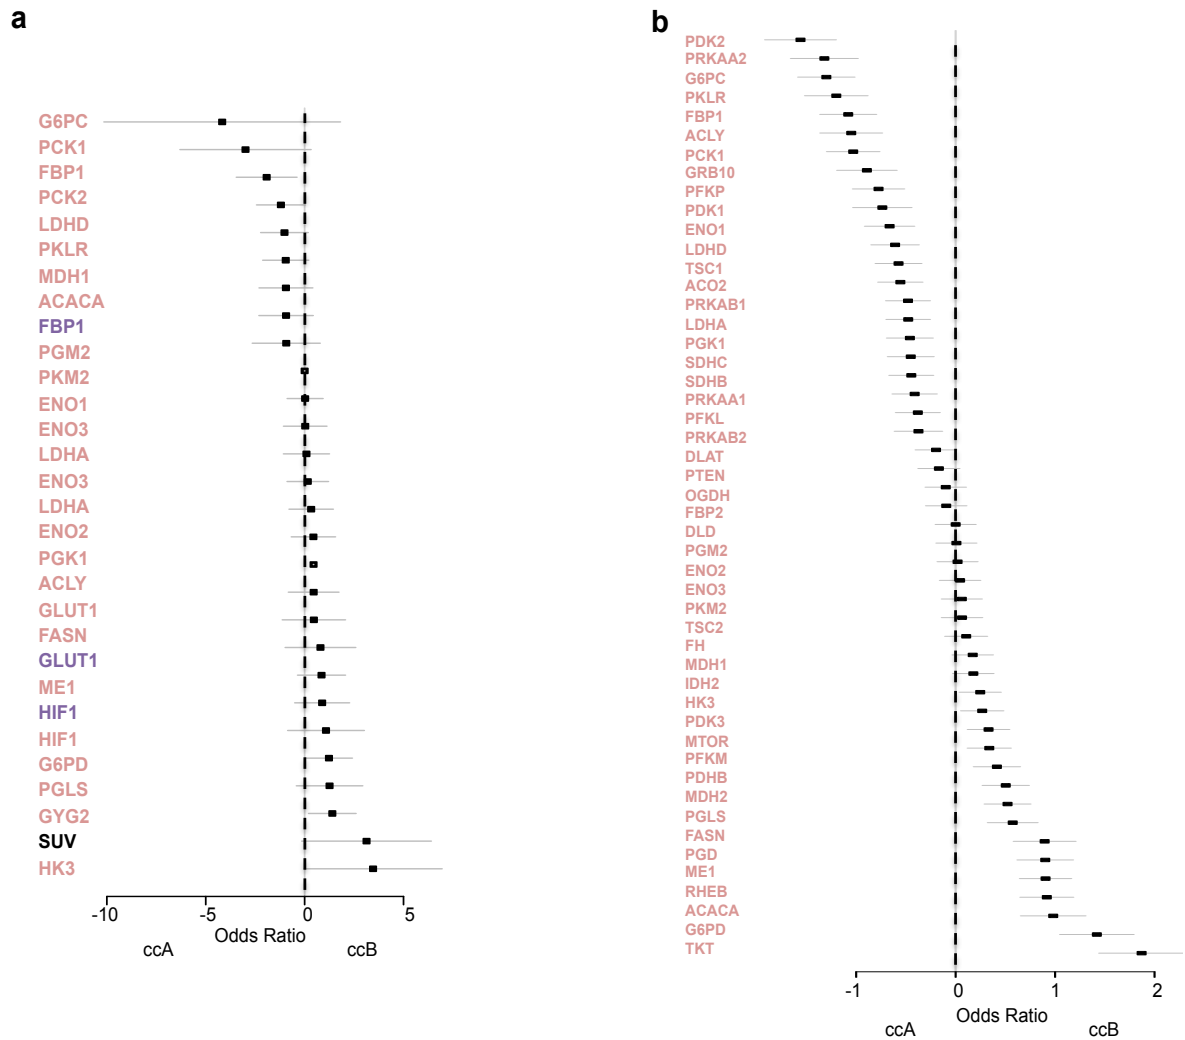 a
G6PC
PCK1
FBP1
PCK2
LDHD
PKLR
MDH1
ACACA
FBP1
PGM2
PKM2
ENO1
ENO3
LDHA
ENO3
LDHA
ENO2
PGK1
ACLY
GLUT1
FASN
GLUT1
ME1
HIF1
HIF1
G6PD
PGLS
GYG2
SUV
HK3
-10 -5 0 5
Odds Ratio
ccA ccB
b
PDK2
PRKAA2
G6PC
PKLR
FBP1
ACLY
PCK1
GRB10
PFKP
PDK1
ENO1
LDHD
TSC1
ACO2
PRKAB1
LDHA
PGK1
SDHC
SDHB
PRKAA1
PFKL
PRKAB2
DLAT
PTEN
OGDH
FBP2
DLD
PGM2
ENO2
ENO3
PKM2
TSC2
FH
MDH1
IDH2
HK3
PDK3
MTOR
PFKM
PDHB
MDH2
PGLS
FASN
PGD
ME1
RHEB
ACACA
G6PD
TKT
-1 0 1 2
Odds Ratio
ccA ccB